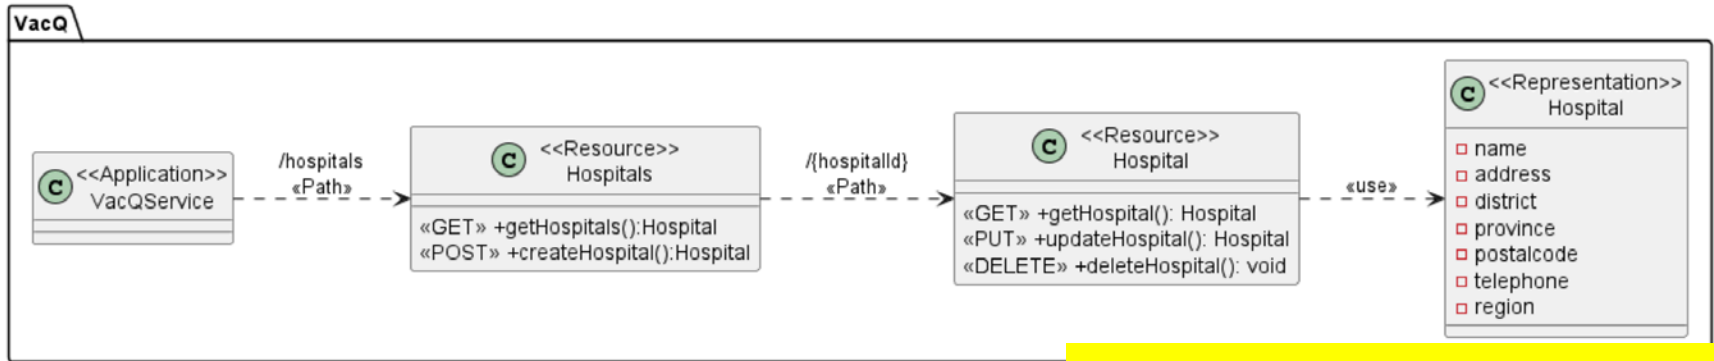 VacQ
C <<Application>>
VacQService
/hospitals
«Path»
C <<Resource>>
Hospitals
«GET» +getHospitals():Hospital
«POST» +createHospital():Hospital
/{hospitalId}
«Path»
C <<Resource>>
Hospital
«GET» +getHospital(): Hospital
«PUT» +updateHospital(): Hospital
«DELETE» +deleteHospital(): void
«use»
C <<Representation>>
Hospital
name
address
district
province
postalcode
telephone
region